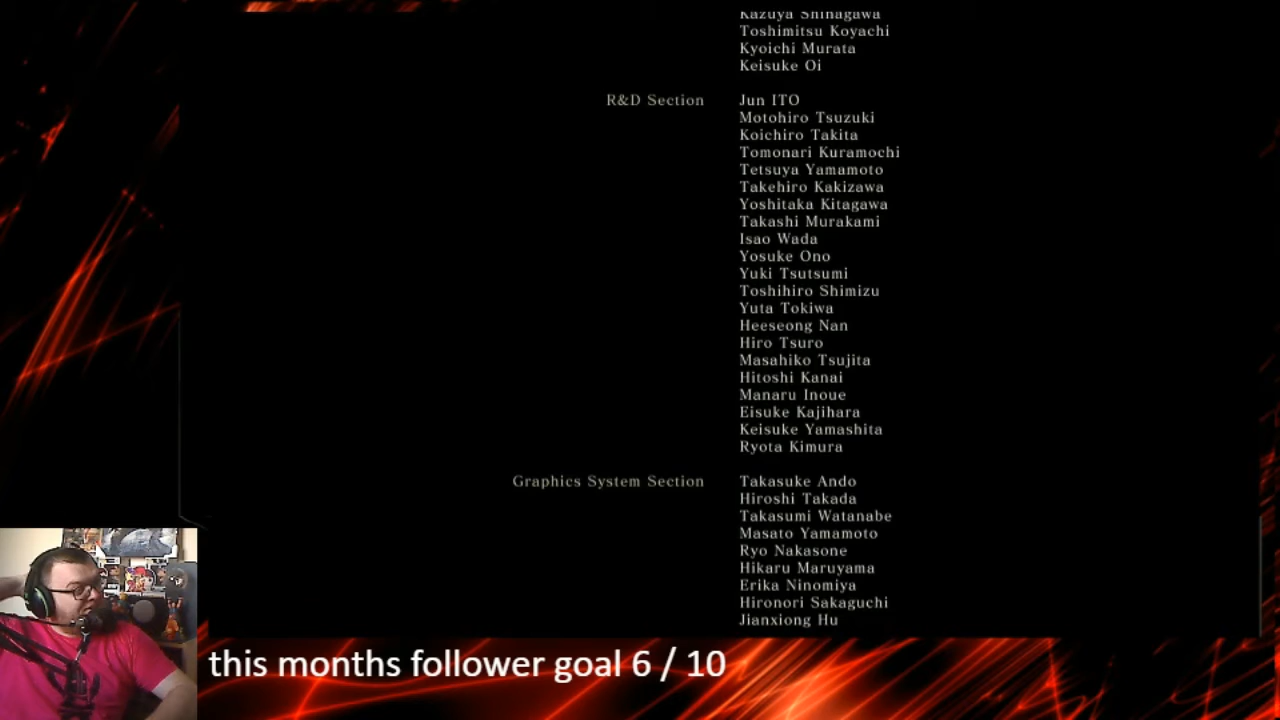 Kazuya Shinagawa
Toshimitsu Koyachi
Kyoichi Murata
Keisuke Oi
R&D Section Jun ITO
Motohiro Tsuzuki
Koichiro Takita
Tomonari Kuramochi
Tetsuya Yamamoto
Takehiro Kakizawa
Yoshitaka Kitagawa
Takashi Murakami
Isao Wada
Yosuke Ono
Yuki Tsutsumi
Toshihiro Shimizu
Yuta Tokiwa
Heeseong Nan
Hiro Tsuro
Masahiko Tsujita
Hitoshi Kanai
Manaru Inoue
Eisuke Kajihara
Keisuke Yamashita
Ryota Kimura
Graphics System Section Takasuke Ando
Hiroshi Takada
Takasumi Watanabe
Masato Yamamoto
Ryo Nakasone
Hikaru Maruyama
Erika Ninomiya
Hironori Sakaguchi
Jianxiong Hu
this months follower goal 6 / 10